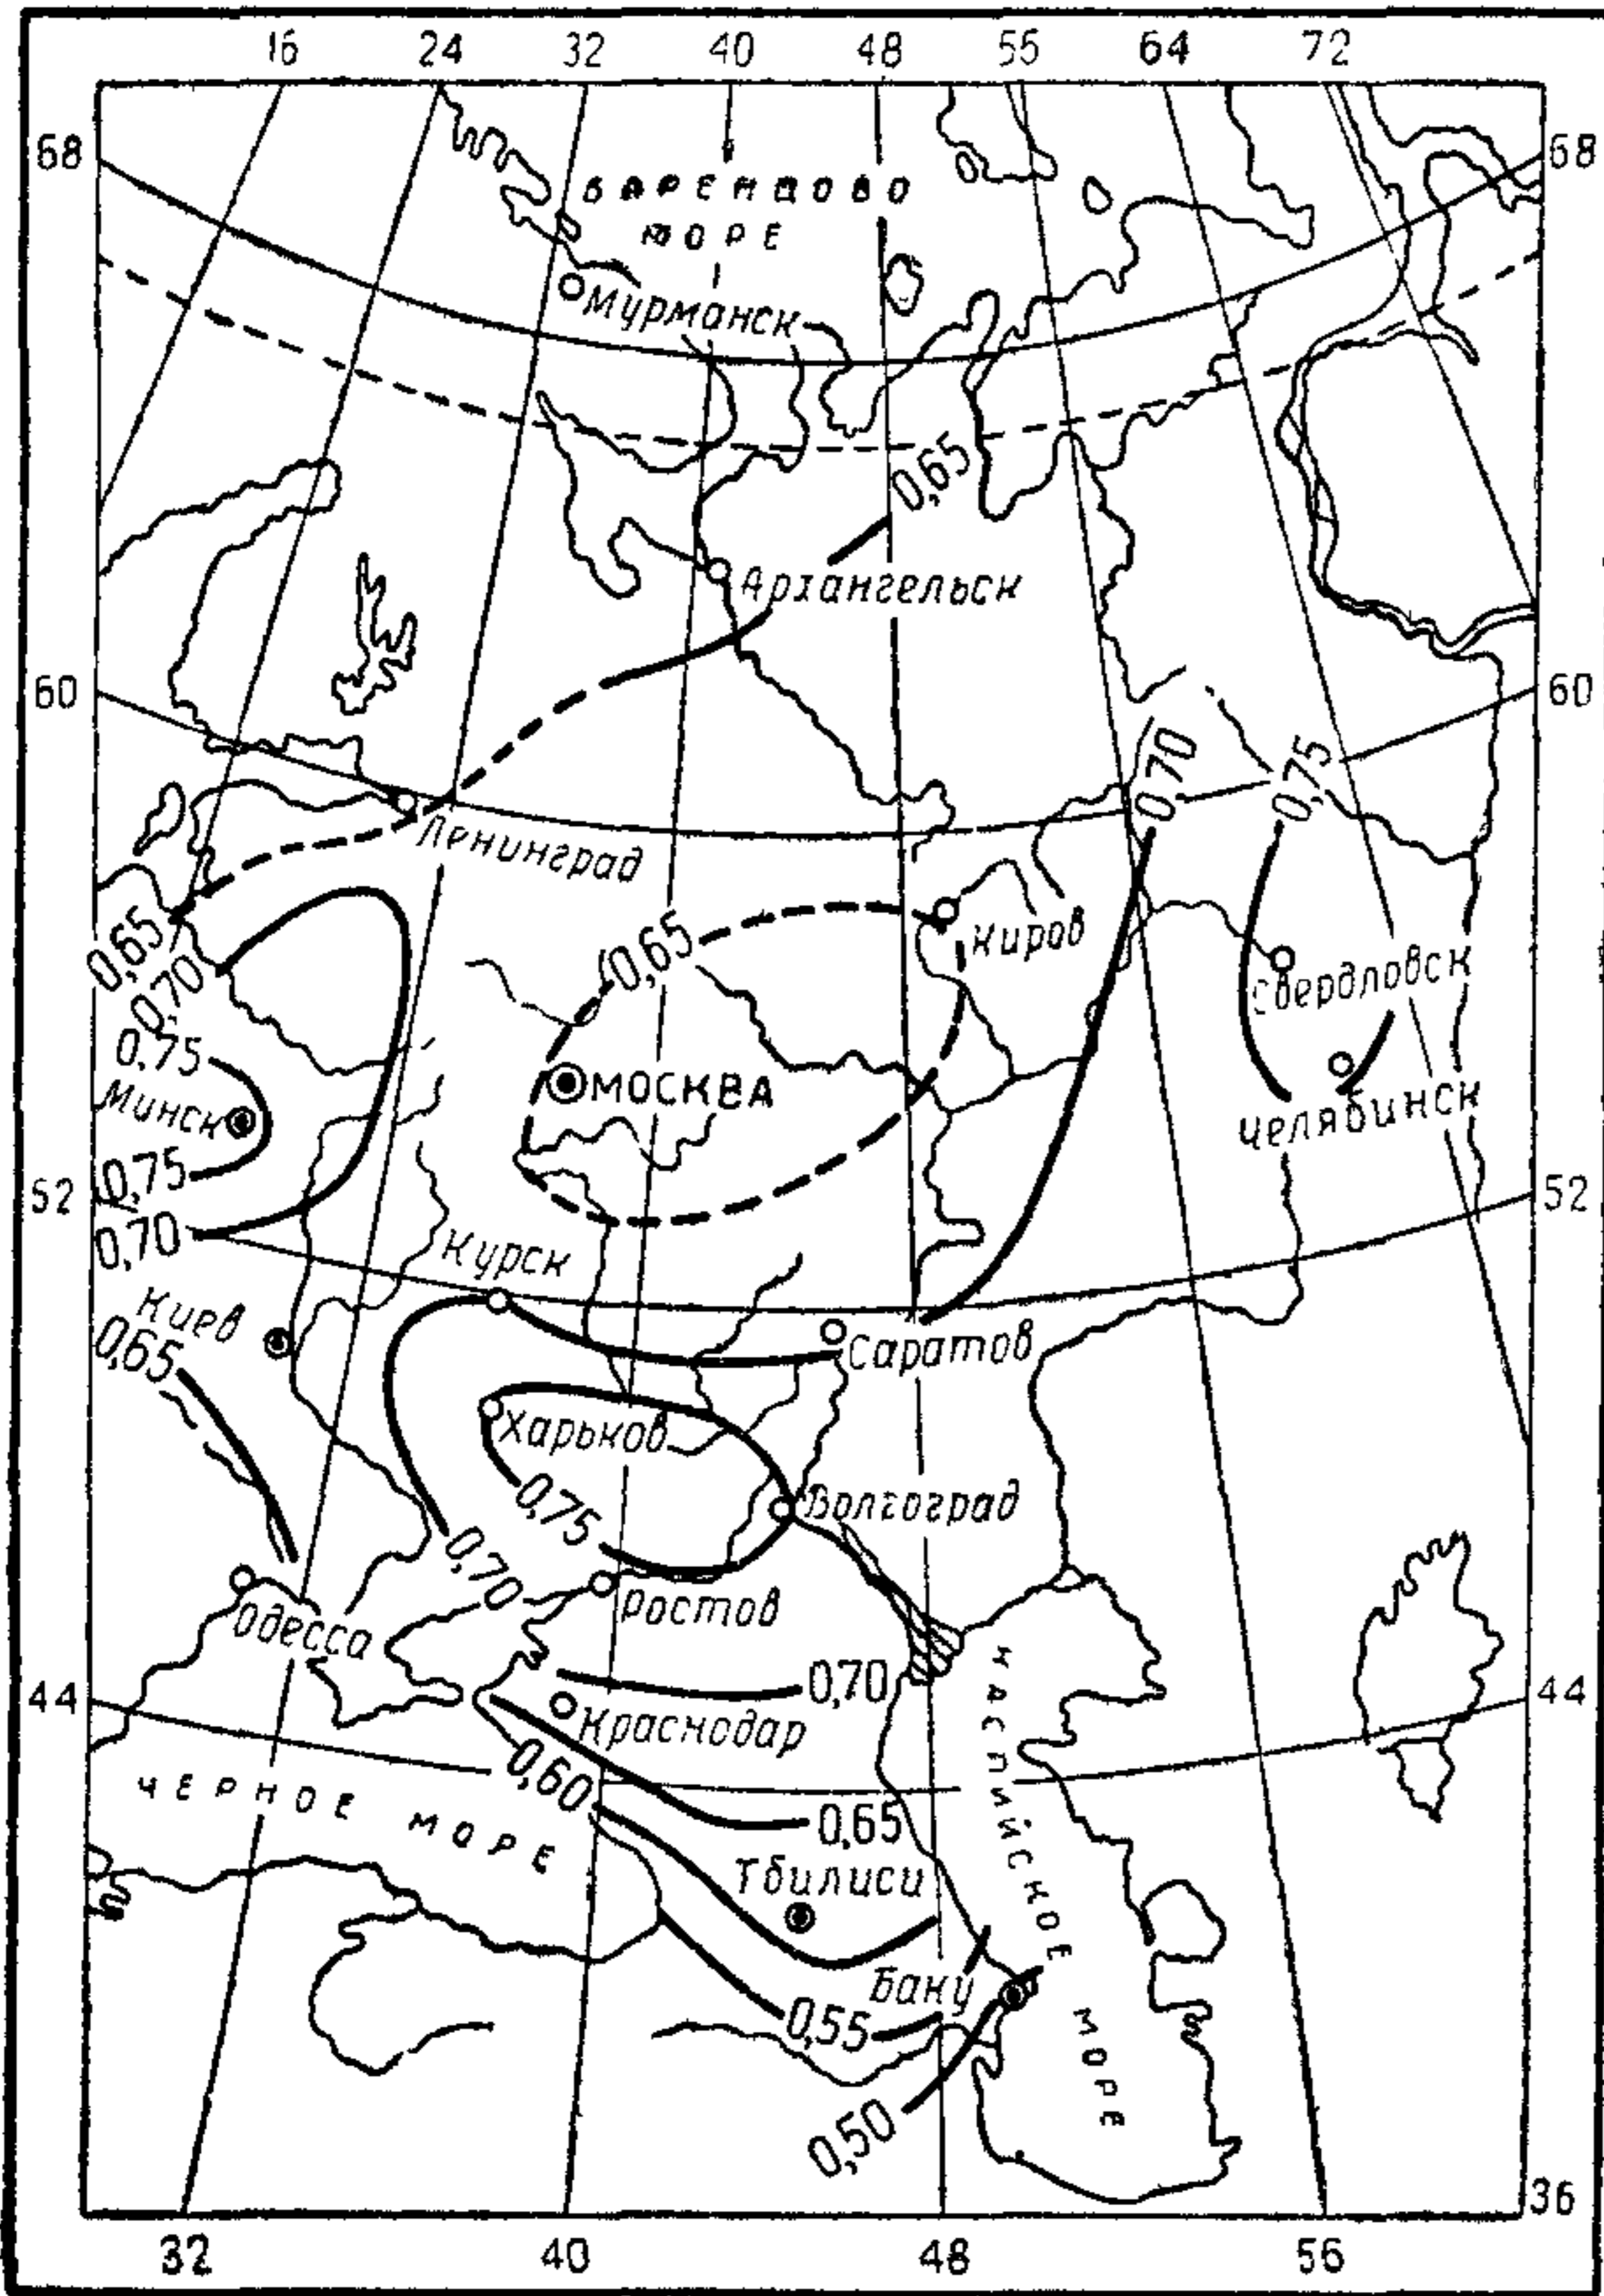 16 24 32 40 48 56 64 72
68 68
БАРЕНЦОВО
МОРЕ
Мурманск
0,65
Архангельск
60 60
0,70
0,75
Ленинград
0,65
0,65
Киров
0,70
Свердловск
0,75
Минск
МОСКВА
Челябинск
0,75
52 52
0,70
Курск
Киев
0,65
Саратов
Харьков
0,75
Волгоград
0,70
Ростов
Одесса
0,70
44 44
Краснодар
0,60
ЧЕРНОЕ МОРЕ
0,65
Тбилиси
КАСПИЙСКОЕ МОРЕ
Баку
0,55
0,50
36
32 40 48 56